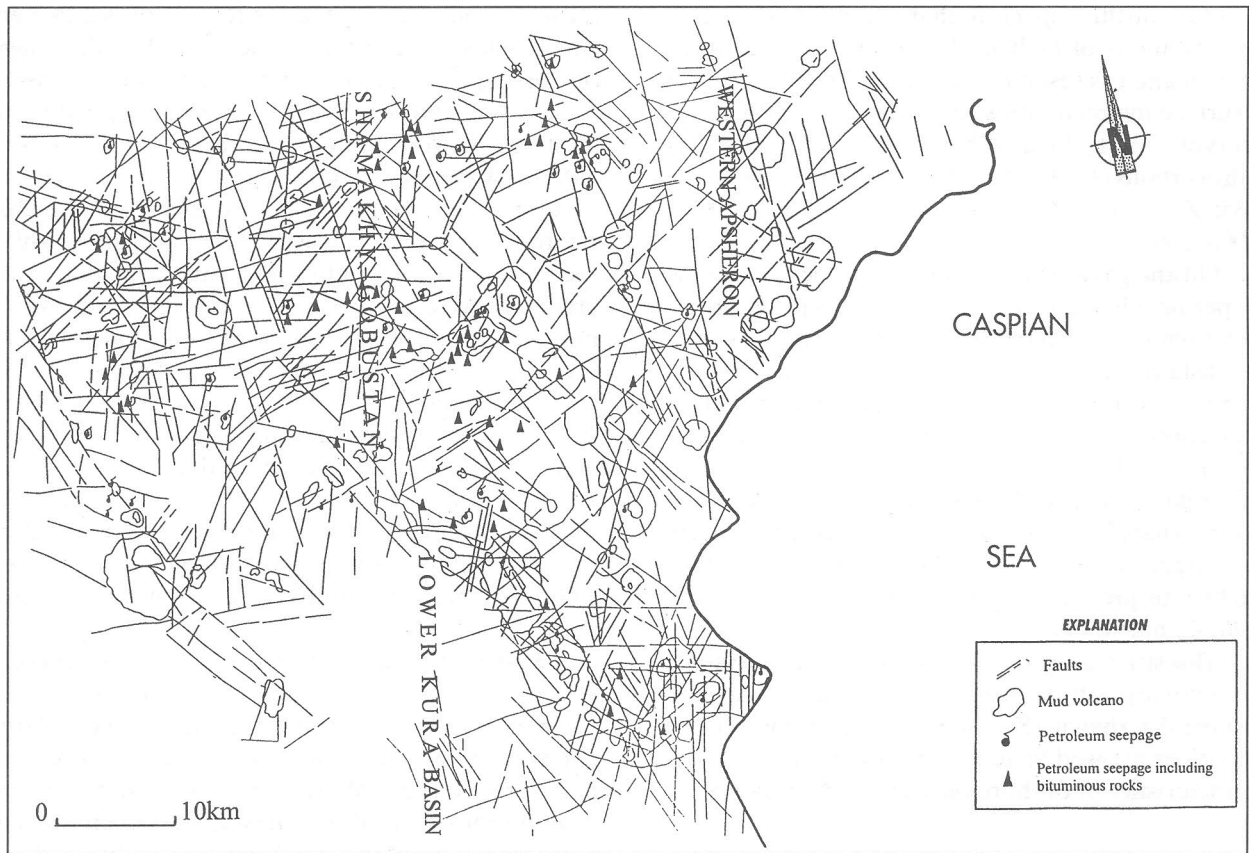 SHAMAKHY-GOBUSTAN
WESTERN APSHERON
N
CASPIAN
SEA
LOWER KURA BASIN
EXPLANATION
Faults
Mud volcano
Petroleum seepage
Petroleum seepage including
bituminous rocks
0 10km